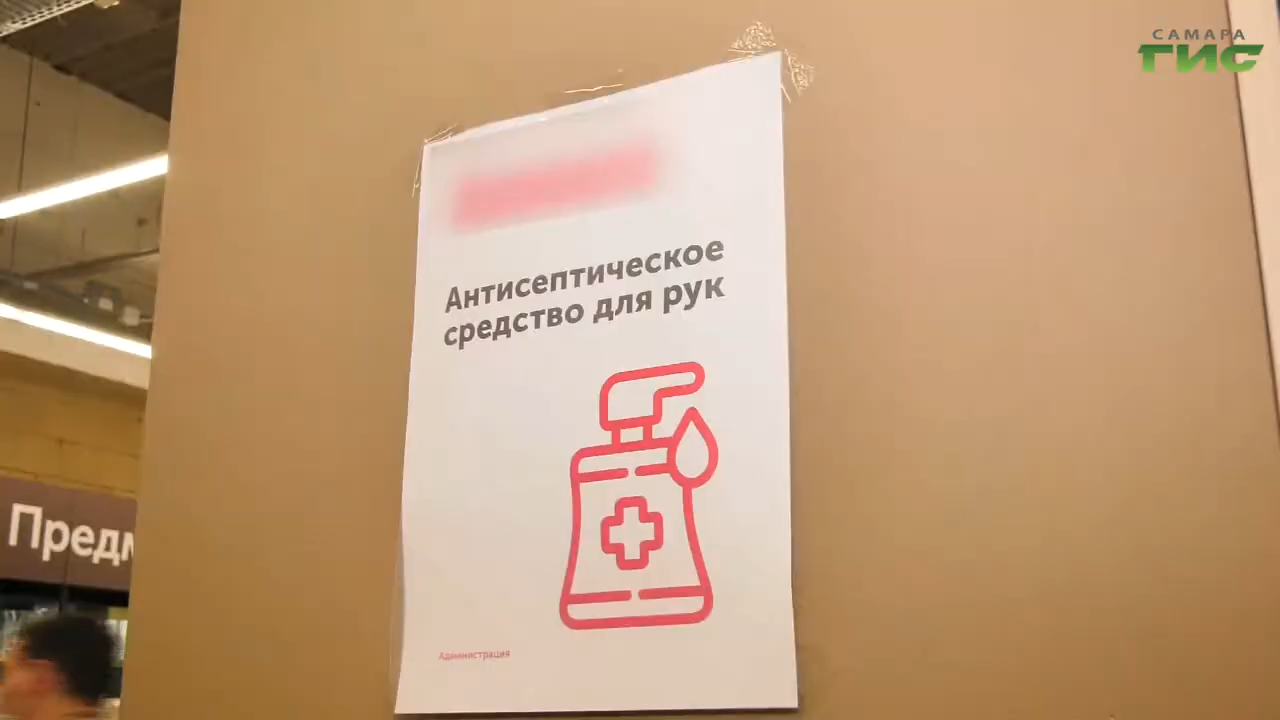 САМАРА
ГИС
Антисептическое
средство для рук
Предм
Администрация